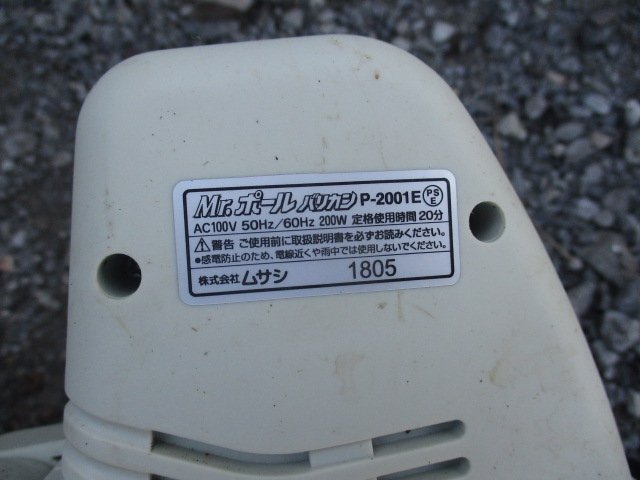 Mr.ポールバリカン P-2001E PSE
AC100V 50Hz/60Hz 200W 定格使用時間20分
警告 ご使用前に取扱説明書を必ずお読みください。
•感電防止のため、電線近くや雨中では使用しないでください。
株式会社ムサシ 1805